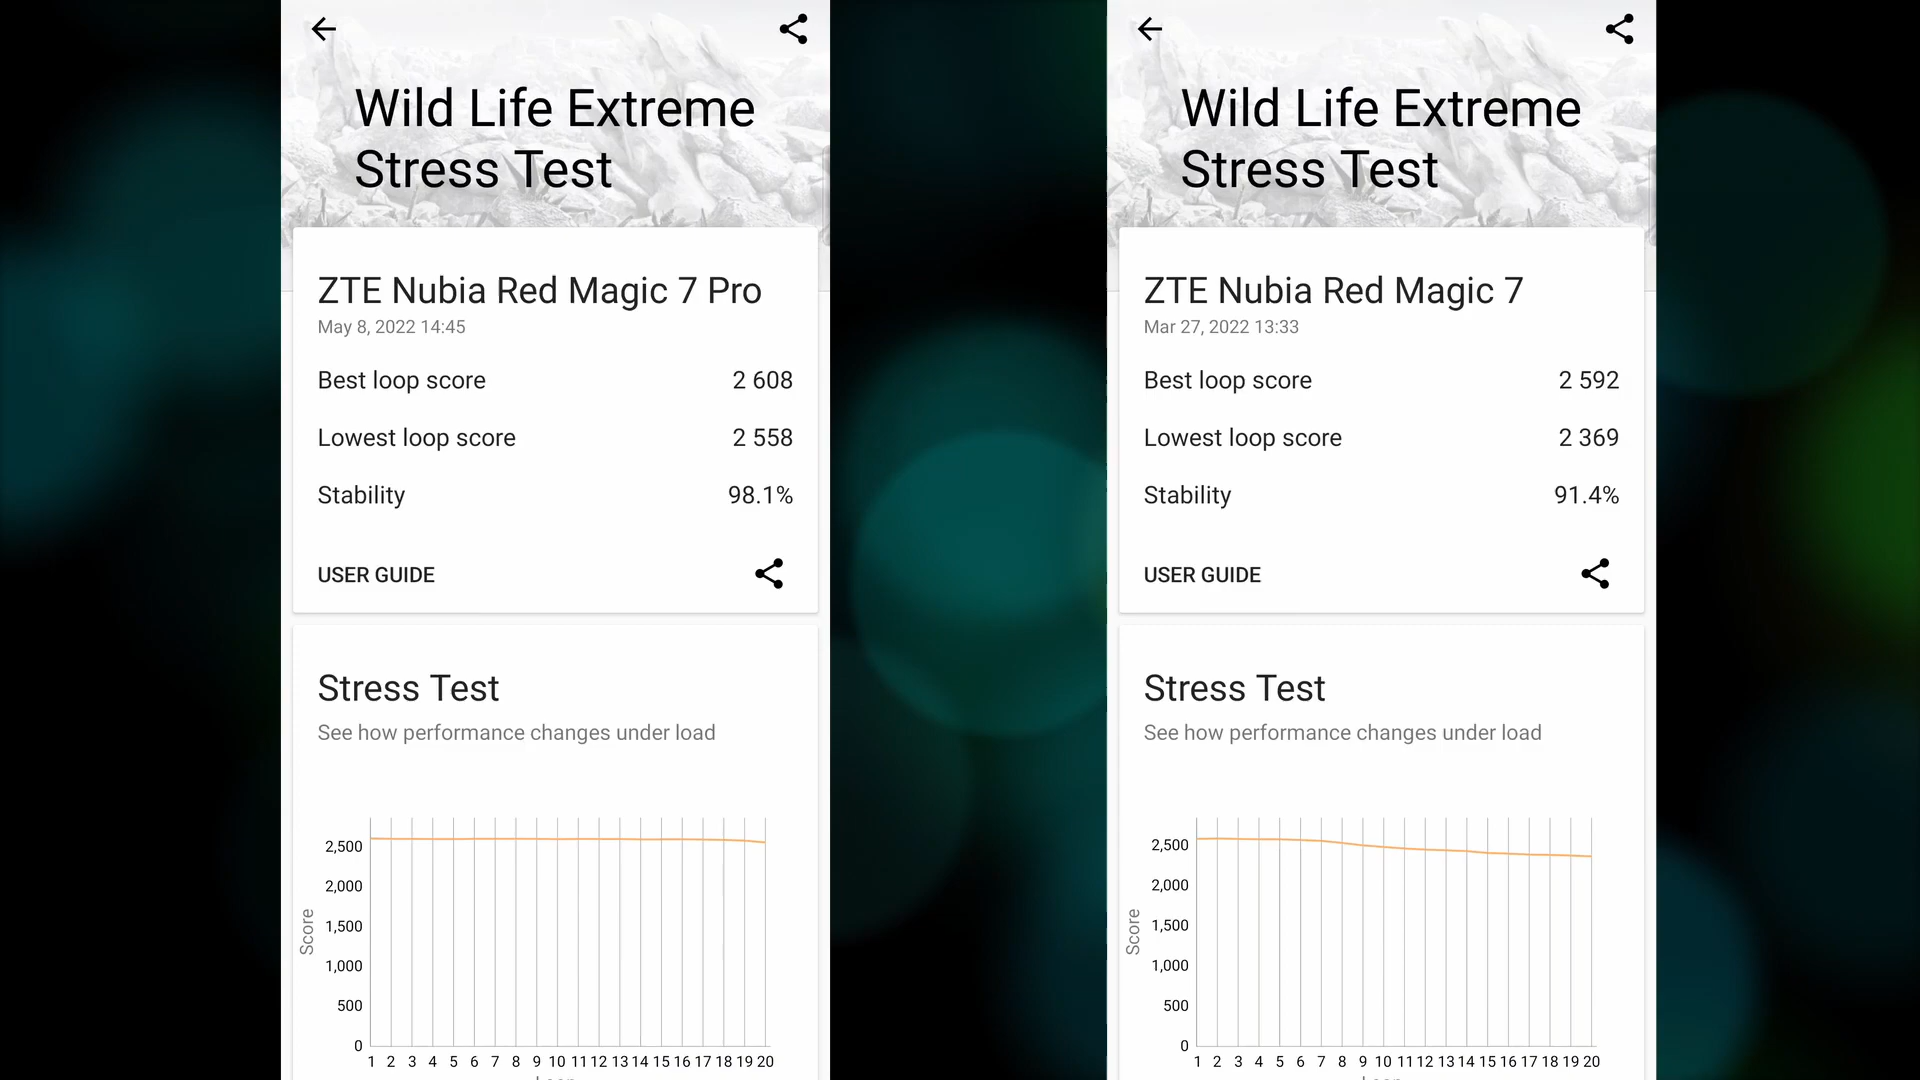 Wild Life Extreme
Stress Test
ZTE Nubia Red Magic 7 Pro
May 8, 2022 14:45
Best loop score 2 608
Lowest loop score 2 558
Stability 98.1%
USER GUIDE
Stress Test
See how performance changes under load
2,500
2,000
1,500
1,000
500
0
Score
1 2 3 4 5 6 7 8 9 10 11 12 13 14 15 16 17 18 19 20
Wild Life Extreme
Stress Test
ZTE Nubia Red Magic 7
Mar 27, 2022 13:33
Best loop score 2 592
Lowest loop score 2 369
Stability 91.4%
USER GUIDE
Stress Test
See how performance changes under load
2,500
2,000
1,500
1,000
500
0
Score
1 2 3 4 5 6 7 8 9 10 11 12 13 14 15 16 17 18 19 20